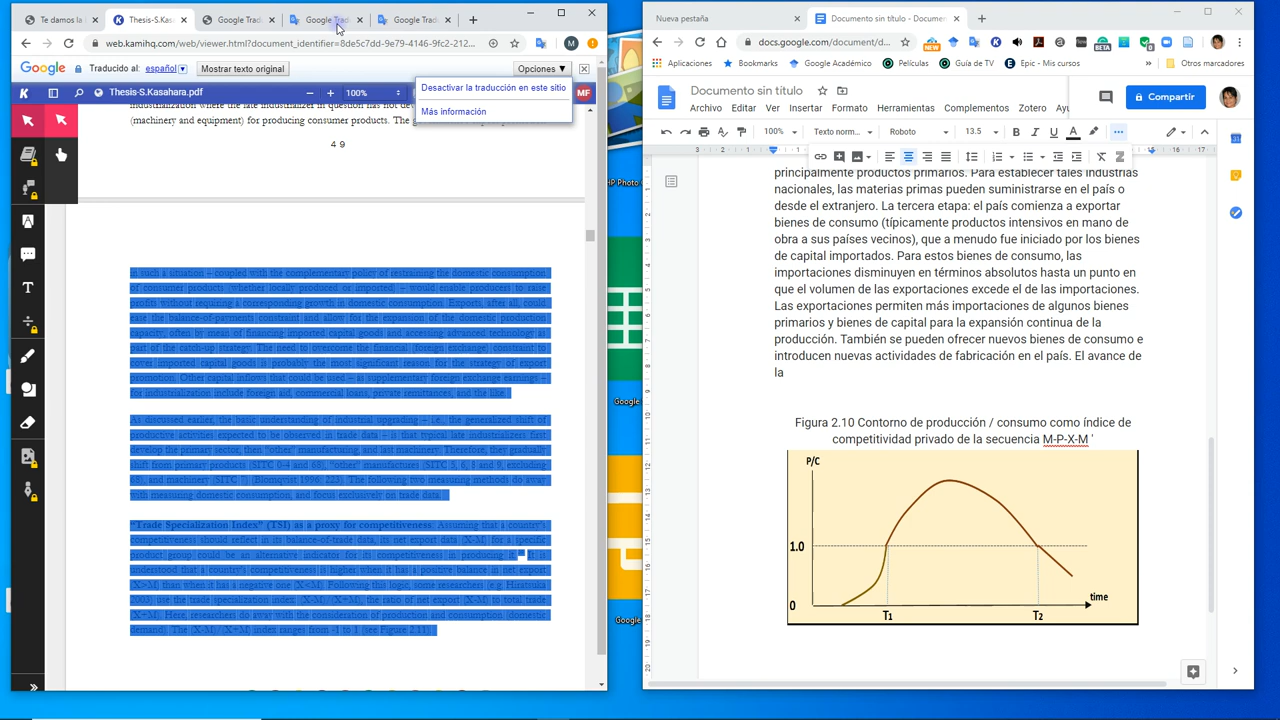 Te damos la
Thesis-S.Kasa
Google Tradu
Google Tradu
Google Tradu
web.kamihq.com/web/viewer.html?document_identifier=8de5c7dd-9e79-4146-9fc2-212...
M
Google
Traducido al:
español
Mostrar texto original
Opciones ▼
Desactivar la traducción en este sitio
Más información
K
Thesis-S.Kasahara.pdf
100%
MF
(machinery and equipment) for producing consumer products. The
4 9
in such a situation – coupled with the complementary policy of restraining the domestic consumption
of consumer products (whether locally produced or imported) – would enable producers to raise
profits without requiring a corresponding growth in domestic consumption. Exports, after all, could
ease the balance-of-payments constraint and allow for the expansion of the domestic production
capacity, often by mean of financing imported capital goods and accessing advanced technology as
part of the catch-up strategy. The need to overcome the financial (foreign exchange) constraint to
cover imported capital goods is probably the most significant reason for the strategy of export
promotion. Other capital inflows that could be used – as supplementary foreign exchange earnings –
for industrialization include foreign aid, commercial loans, private remittances, and the like.
As discussed earlier, the basic understanding of industrial upgrading – i.e., the generalized shift of
productive activities expected to be observed in trade data – is that typical late industrializers first
develop the primary sector, then "other" manufacturing, and last machinery. Therefore, they gradually
shift from primary products (SITC 0-4 and 68), "other" manufactures (SITC 5, 6, 8 and 9, excluding
68), and machinery (SITC 7) (Blomqvist 1996: 223). The following two measuring methods do away
with measuring domestic consumption, and focus exclusively on trade data.
"Trade Specialization Index" (TSI) as a proxy for competitiveness: Assuming that a country's
competitiveness should reflect in its balance-of-trade data, its net export data (X-M) for a specific
product group could be an alternative indicator for its competitiveness in producing it. It is
understood that a country's competitiveness is higher when it has a positive balance in net export
(X>M) than when it has a negative one (X<M). Following this logic, some researchers (e.g. Hiratsuka
2003) use the trade specialization index: (X-M)/(X+M), the ratio of net export (X-M) to total trade
(X+M). Here, researchers do away with the consideration of production and consumption (domestic
demand). The (X-M)/(X+M) index ranges from -1 to 1 (see Figure 2.11).
HP Photo
Google
Google
Nueva pestaña
Documento sin título - Documen
docs.google.com/document/d...
Aplicaciones
Bookmarks
Google Académico
Películas
Guía de TV
Epic - Mis cursos
Otros marcadores
Documento sin título
Archivo Editar Ver Insertar Formato Herramientas Complementos Zotero Ayu
Compartir
100%
Texto norm...
Roboto
13.5
B I U A
principalmente productos primarios. Para establecer tales industrias
nacionales, las materias primas pueden suministrarse en el país o
desde el extranjero. La tercera etapa: el país comienza a exportar
bienes de consumo (típicamente productos intensivos en mano de
obra a sus países vecinos), que a menudo fue iniciado por los bienes
de capital importados. Para estos bienes de consumo, las
importaciones disminuyen en términos absolutos hasta un punto en
que el volumen de las exportaciones excede el de las importaciones.
Las exportaciones permiten más importaciones de algunos bienes
primarios y bienes de capital para la expansión continua de la
producción. También se pueden ofrecer nuevos bienes de consumo e
introducen nuevas actividades de fabricación en el país. El avance de
la
Figura 2.10 Contorno de producción / consumo como índice de
competitividad privado de la secuencia M-P-X-M '
P/C
1.0
0
T1
T2
time